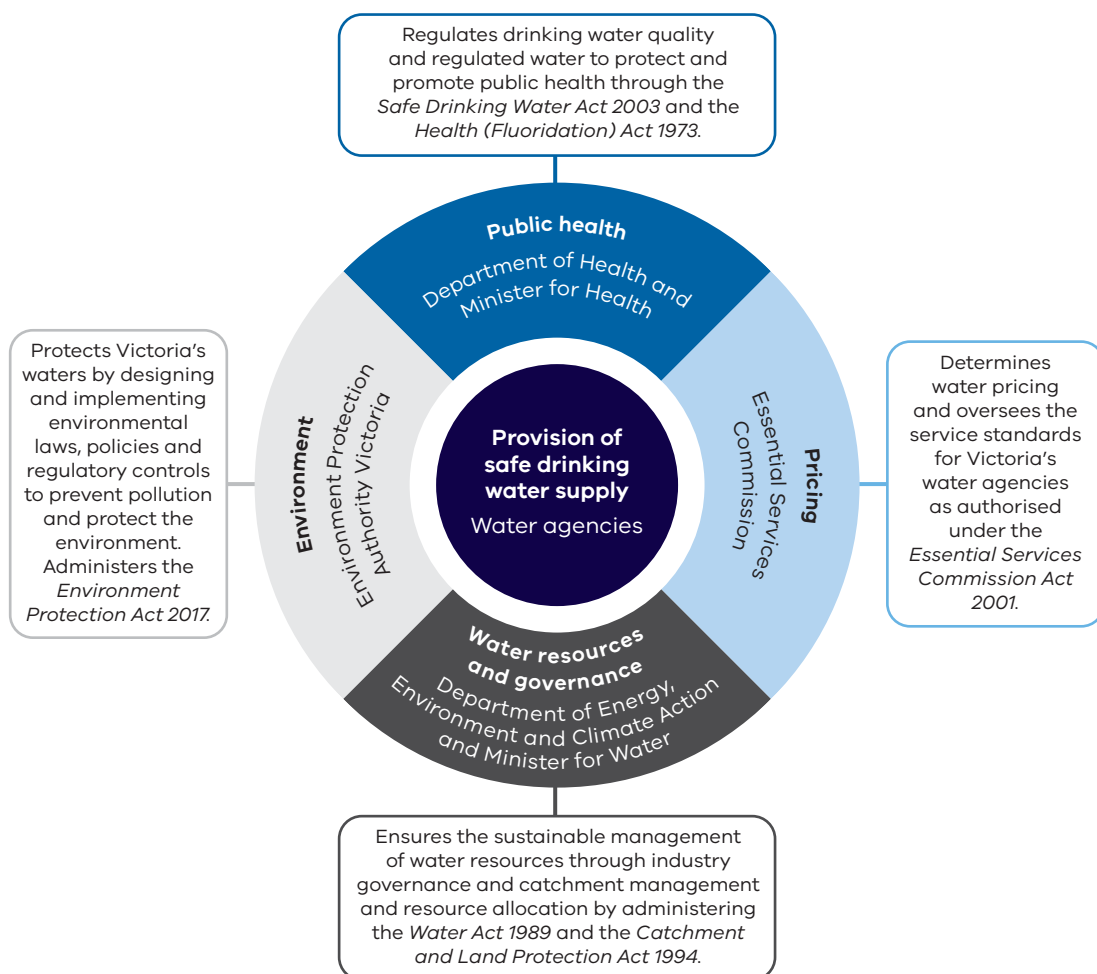 Regulates drinking water quality
and regulated water to protect and
promote public health through the
Safe Drinking Water Act 2003 and the
Health (Fluoridation) Act 1973.
Public health
Department of Health and
Minister for Health
Protects Victoria's
waters by designing
and implementing
environmental
laws, policies and
regulatory controls
to prevent pollution
and protect the
environment.
Administers the
Environment
Protection Act 2017.
Environment
Environment Protection
Authority Victoria
Provision of
safe drinking
water supply
Water agencies
Pricing
Essential Services
Commission
Determines
water pricing
and oversees the
service standards
for Victoria's
water agencies
as authorised
under the
Essential Services
Commission Act
2001.
Water resources
and governance
Department of Energy,
Environment and Climate Action
and Minister for Water
Ensures the sustainable management
of water resources through industry
governance and catchment management
and resource allocation by administering
the Water Act 1989 and the Catchment
and Land Protection Act 1994.